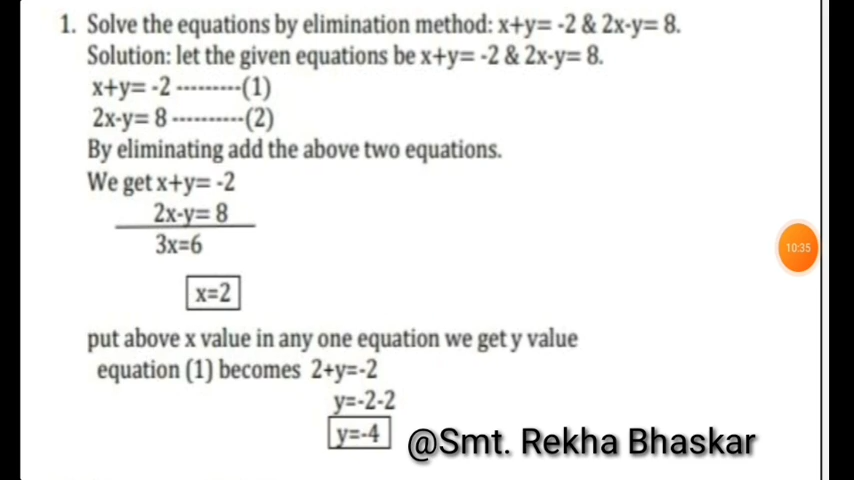 1. Solve the equations by elimination method: x+y= -2 & 2x-y= 8.
Solution: let the given equations be x+y= -2 & 2x-y= 8.
x+y= -2 ---------(1)
2x-y= 8 ----------(2)
By eliminating add the above two equations.
We get x+y= -2
2x-y= 8
3x=6
10:35
x=2
put above x value in any one equation we get y value
equation (1) becomes 2+y=-2
y=-2-2
y=-4
@Smt. Rekha Bhaskar